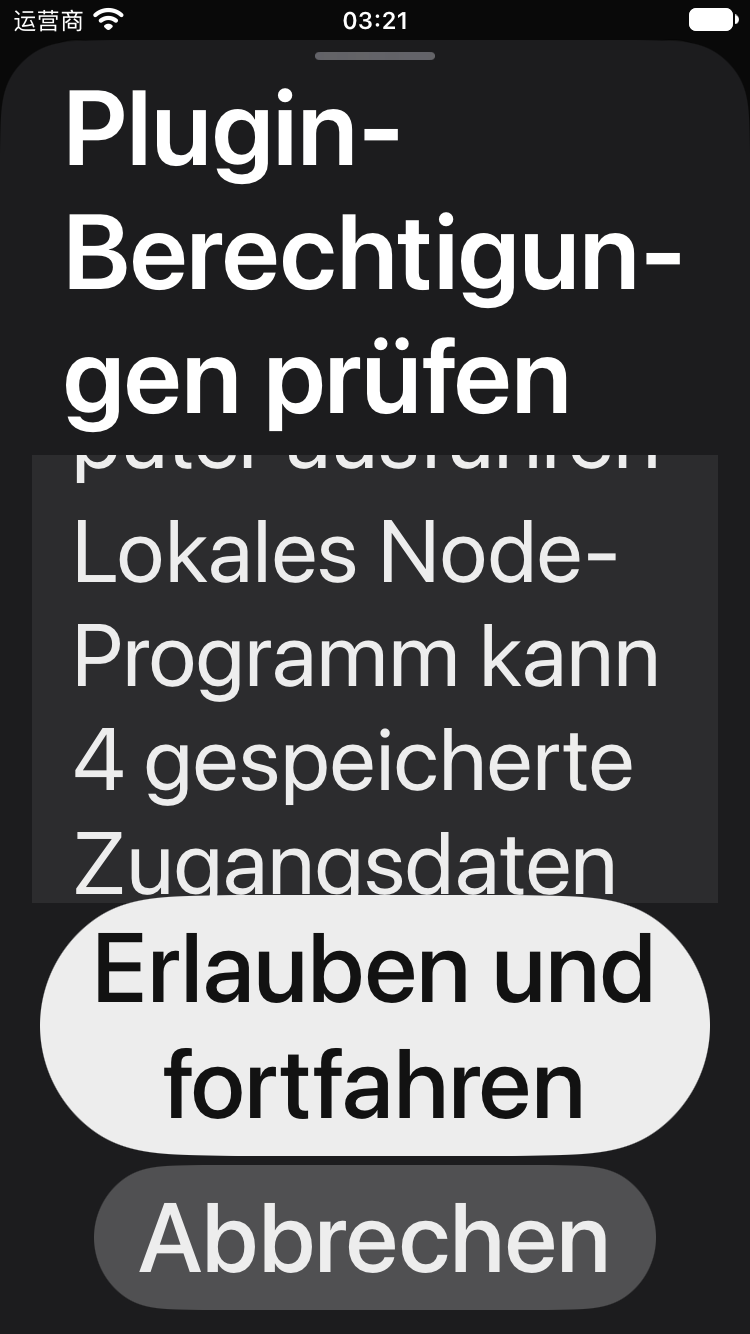 运营商
03:21
Plugin-
Berechtigun-
gen prüfen
Lokales Node-
Programm kann
4 gespeicherte
Zugangsdaten
Erlauben und
fortfahren
Abbrechen